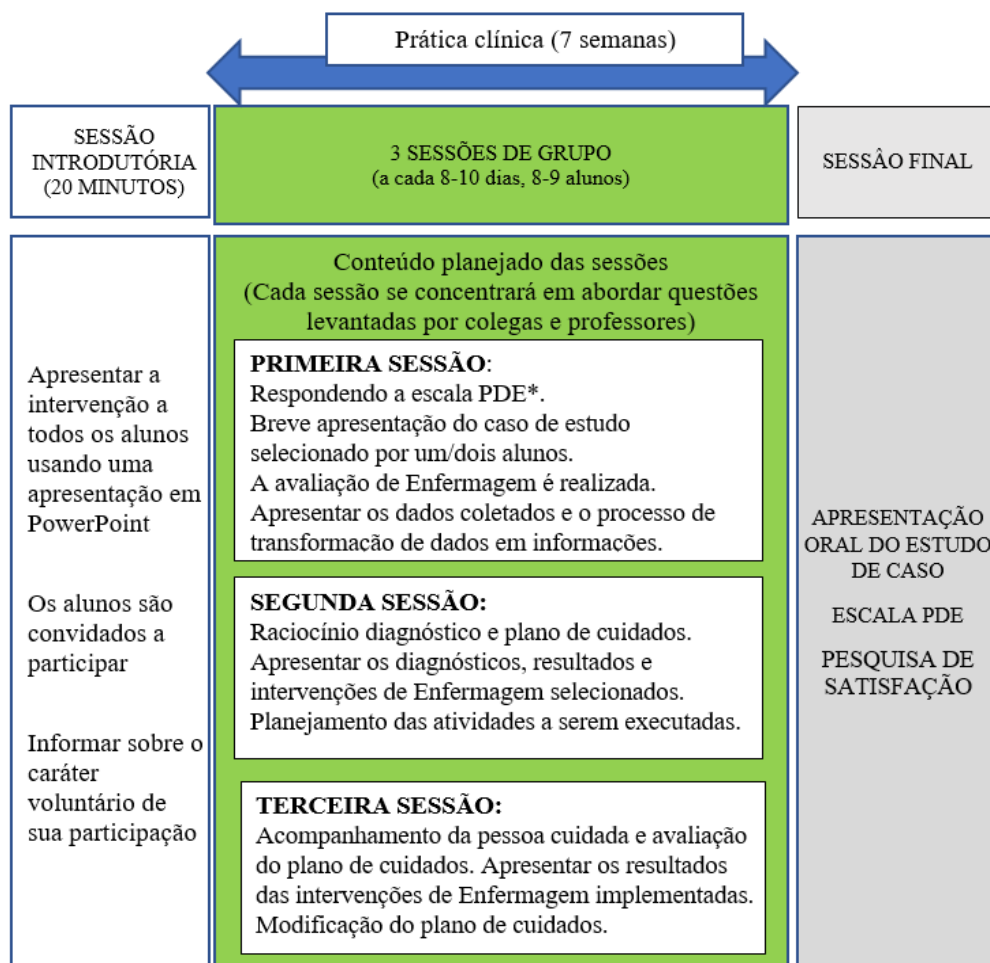 Prática clínica (7 semanas)
SESSÃO
INTRODUTÓRIA
(20 MINUTOS)
3 SESSÕES DE GRUPO
(a cada 8-10 dias, 8-9 alunos)
SESSÂO FINAL
Apresentar a
intervenção a
todos os alunos
usando uma
apresentação em
PowerPoint
Os alunos são
convidados a
participar
Informar sobre o
caráter
voluntário de
sua participação
Conteúdo planejado das sessões
(Cada sessão se concentrará em abordar questões
levantadas por colegas e professores)
PRIMEIRA SESSÃO:
Respondendo a escala PDE*.
Breve apresentação do caso de estudo
selecionado por um/dois alunos.
A avaliação de Enfermagem é realizada.
Apresentar os dados coletados e o processo de
transformação de dados em informações.
SEGUNDA SESSÃO:
Raciocínio diagnóstico e plano de cuidados.
Apresentar os diagnósticos, resultados e
intervenções de Enfermagem selecionados.
Planejamento das atividades a serem executadas.
TERCEIRA SESSÃO:
Acompanhamento da pessoa cuidada e avaliação
do plano de cuidados. Apresentar os resultados
das intervenções de Enfermagem implementadas.
Modificação do plano de cuidados.
APRESENTAÇÃO
ORAL DO ESTUDO
DE CASO
ESCALA PDE
PESQUISA DE
SATISFAÇÃO